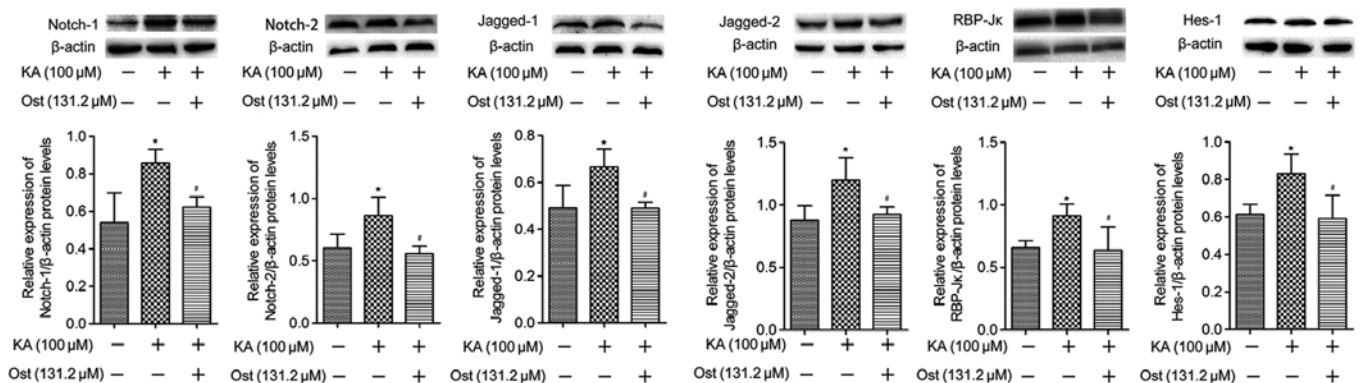 Notch-1
β-actin
KA (100 μM) – + +
Ost (131.2 μM) – – +
Relative expression of
Notch-1/β-actin protein levels
1.0
0.8
0.6
0.4
0.2
0.0
*
#
KA (100 μM) – + +
Ost (131.2 μM) – – +
Notch-2
β-actin
KA (100 μM) – + +
Ost (131.2 μM) – – +
Relative expression of
Notch-2/β-actin protein levels
1.5
1.0
0.5
0.0
*
#
KA (100 μM) – + +
Ost (131.2 μM) – – +
Jagged-1
β-actin
KA (100 μM) – + +
Ost (131.2 μM) – – +
Relative expression of
Jagged-1/β-actin protein levels
0.8
0.6
0.4
0.2
0.0
*
#
KA (100 μM) – + +
Ost (131.2 μM) – – +
Jagged-2
β-actin
KA (100 μM) – + +
Ost (131.2 μM) – – +
Relative expression of
Jagged-2/β-actin protein levels
1.5
1.0
0.5
0.0
*
#
KA (100 μM) – + +
Ost (131.2 μM) – – +
RBP-Jκ
β-actin
KA (100 μM) – + +
Ost (131.2 μM) – – +
Relative expression of
RBP-Jκ/β-actin protein levels
1.5
1.0
0.5
0.0
*
#
KA (100 μM) – + +
Ost (131.2 μM) – – +
Hes-1
β-actin
KA (100 μM) – + +
Ost (131.2 μM) – – +
Relative expression of
Hes-1/β-actin protein levels
1.0
0.8
0.6
0.4
0.2
0.0
*
#
KA (100 μM) – + +
Ost (131.2 μM) – – +